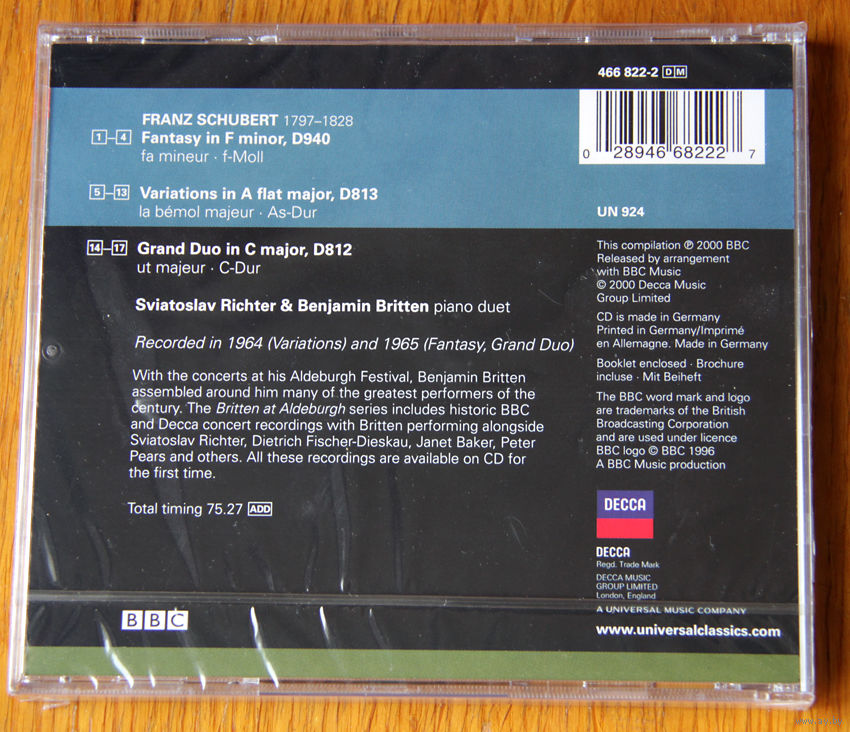 466 822-2 DM
0 28946 68222 7
FRANZ SCHUBERT 1797–1828
1–4 Fantasy in F minor, D940
fa mineur · f-Moll
5–13 Variations in A flat major, D813
la bémol majeur · As-Dur
14–17 Grand Duo in C major, D812
ut majeur · C-Dur
Sviatoslav Richter & Benjamin Britten piano duet
Recorded in 1964 (Variations) and 1965 (Fantasy, Grand Duo)
With the concerts at his Aldeburgh Festival, Benjamin Britten
assembled around him many of the greatest performers of the
century. The Britten at Aldeburgh series includes historic BBC
and Decca concert recordings with Britten performing alongside
Sviatoslav Richter, Dietrich Fischer-Dieskau, Janet Baker, Peter
Pears and others. All these recordings are available on CD for
the first time.
Total timing 75.27 ADD
BBC
UN 924
This compilation ℗ 2000 BBC
Released by arrangement
with BBC Music
© 2000 Decca Music
Group Limited
CD is made in Germany
Printed in Germany/Imprimé
en Allemagne. Made in Germany
Booklet enclosed · Brochure
incluse · Mit Beiheft
The BBC word mark and logo
are trademarks of the British
Broadcasting Corporation
and are used under licence
BBC logo © BBC 1996
A BBC Music production
DECCA
DECCA
Regd. Trade Mark
DECCA MUSIC
GROUP LIMITED
London, England
A UNIVERSAL MUSIC COMPANY
www.universalclassics.com